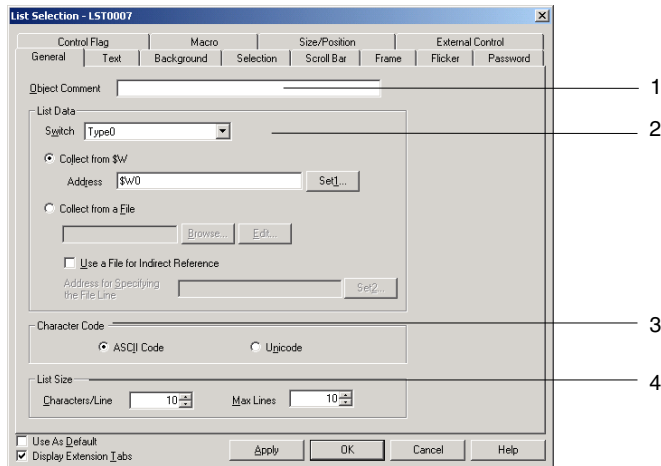 List Selection - LST0007
Control Flag Macro Size/Position External Control
General Text Background Selection Scroll Bar Frame Flicker Password
Object Comment 1
List Data
Switch Type0 2
Collect from $W
Address $W0 Set1...
Collect from a File
Browse... Edit...
Use a File for Indirect Reference
Address for Specifying
the File Line Set2...
Character Code 3
ASCII Code Unicode
List Size 4
Characters/Line 10 Max Lines 10
Use As Default
Display Extension Tabs Apply OK Cancel Help